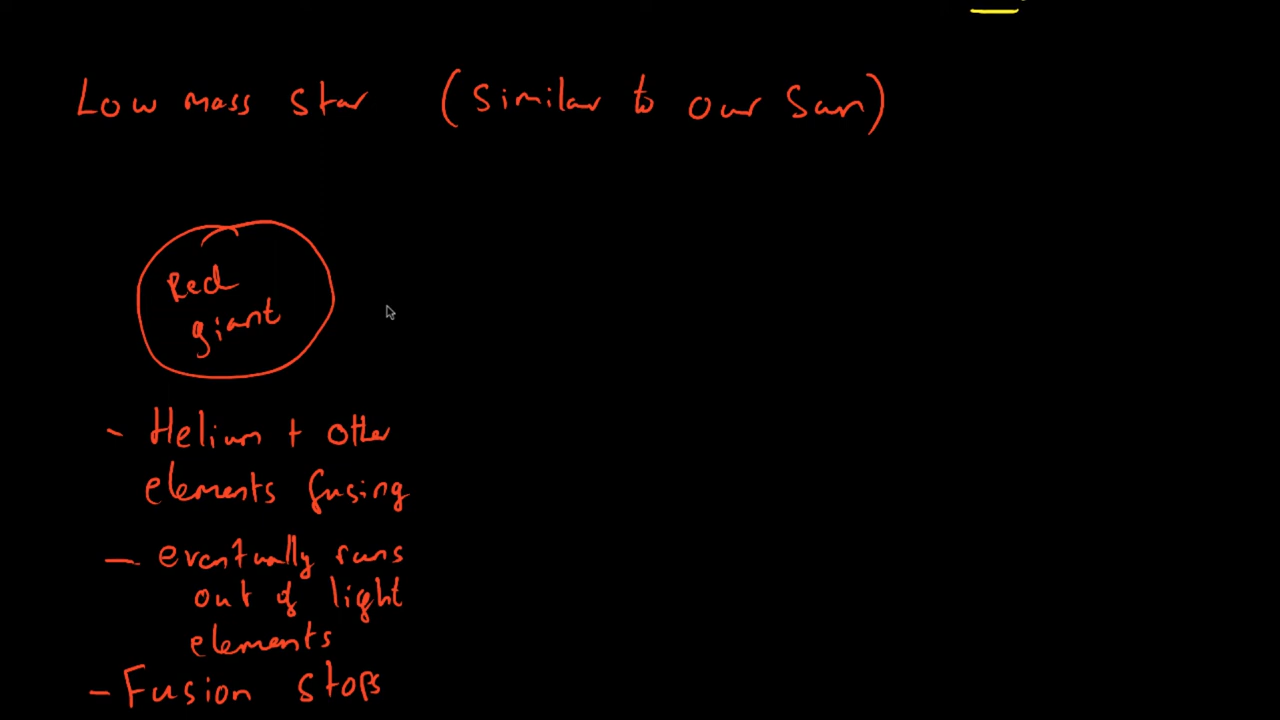 Low mass star (similar to our Sun)
Red
giant
- Helium + other
elements fusing
- eventually runs
out of light
elements
- Fusion stops